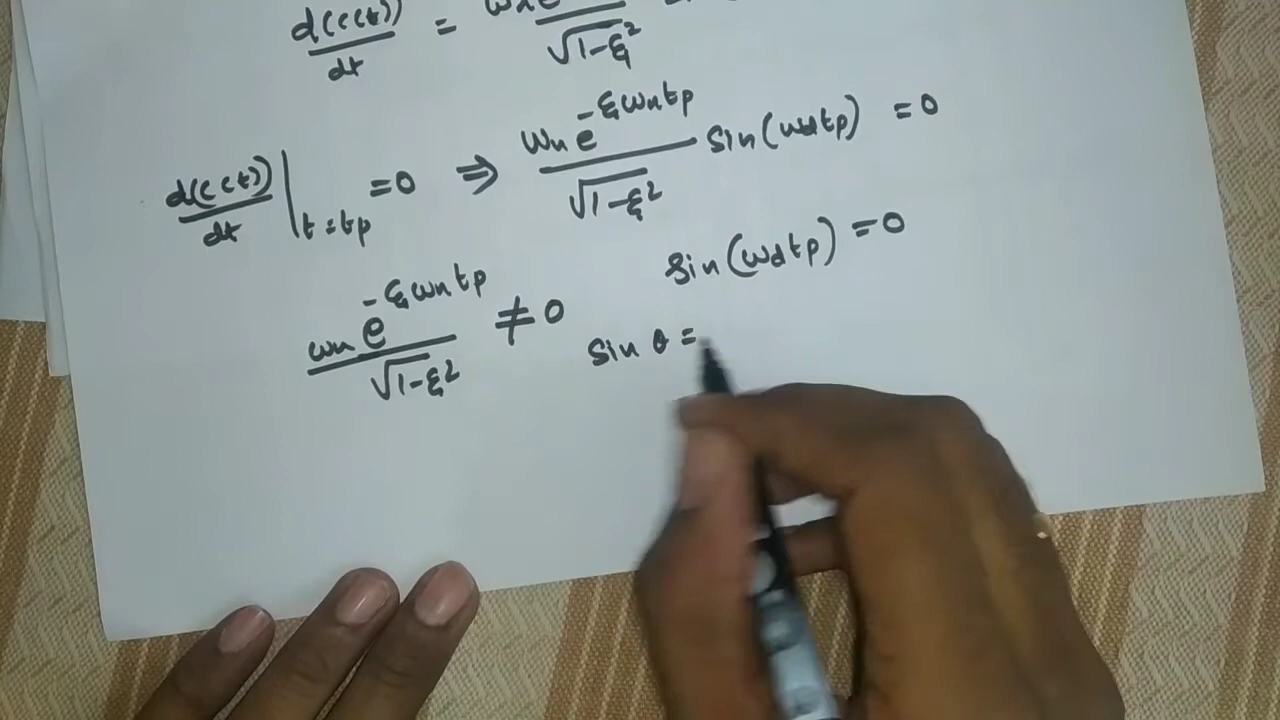 d(c(t))/dt = e / √1-ξ²
d(c(t))/dt |t=tp = 0 ⇒ ωn e^-ξωntp / √1-ξ² Sin(ωdtp) = 0
Sin(ωdtp) = 0
ωn e^-ξωntp / √1-ξ² ≠ 0
Sin θ =